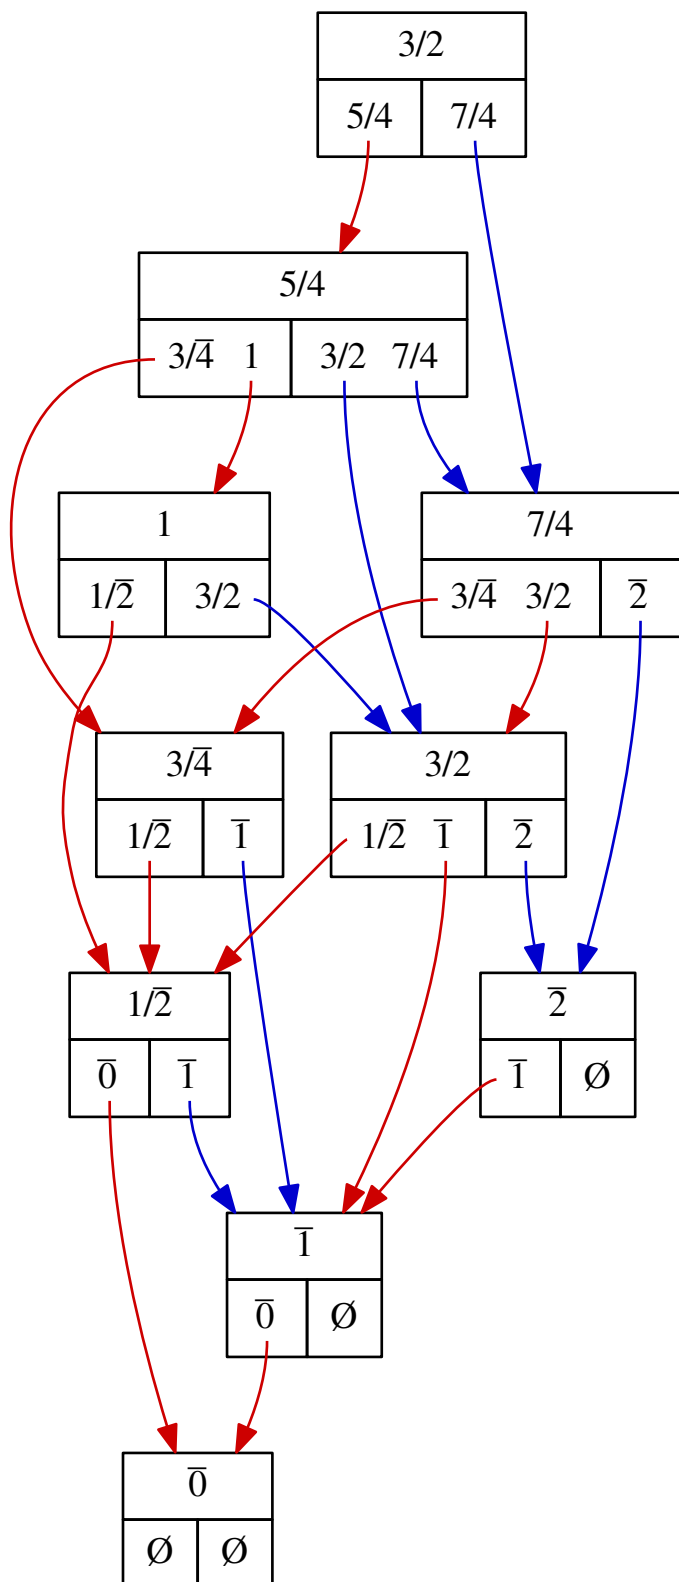 3/2
5/4 7/4
5/4
3/4̅ 1 3/2 7/4
1 7/4
1/2̅ 3/2 3/4̅ 3/2 2̅
3/4̅ 3/2
1/2̅ 1̅ 1/2̅ 1̅ 2̅
1/2̅ 2̅
0̅ 1̅ 1̅ Ø
1̅
0̅ Ø
0̅
Ø Ø